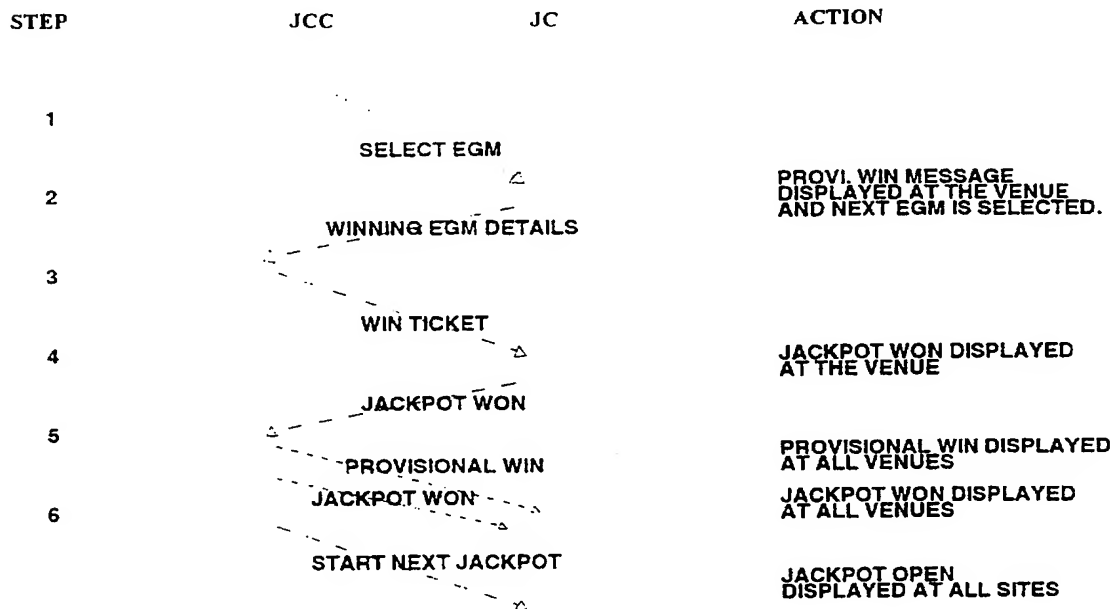 STEP JCC JC ACTION
1
SELECT EGM
2
PROVI. WIN MESSAGE
DISPLAYED AT THE VENUE
AND NEXT EGM IS SELECTED.
WINNING EGM DETAILS
3
WIN TICKET
4
JACKPOT WON DISPLAYED
AT THE VENUE
JACKPOT WON
5
PROVISIONAL WIN DISPLAYED
AT ALL VENUES
PROVISIONAL WIN
JACKPOT WON
JACKPOT WON DISPLAYED
AT ALL VENUES
6
START NEXT JACKPOT
JACKPOT OPEN
DISPLAYED AT ALL SITES